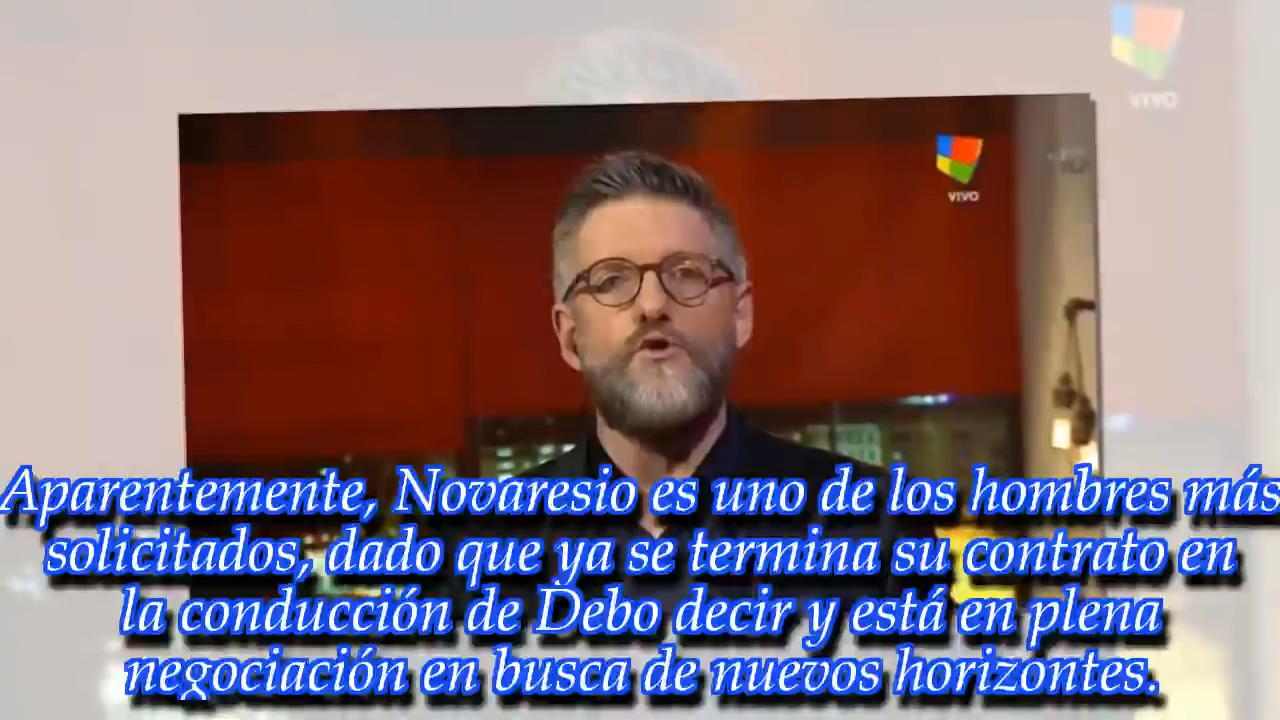 VIVO
VIVO
Aparentemente, Novaresio es uno de los hombres más
solicitados, dado que ya se termina su contrato en
la conducción de Debo decir y está en plena
negociación en busca de nuevos horizontes.